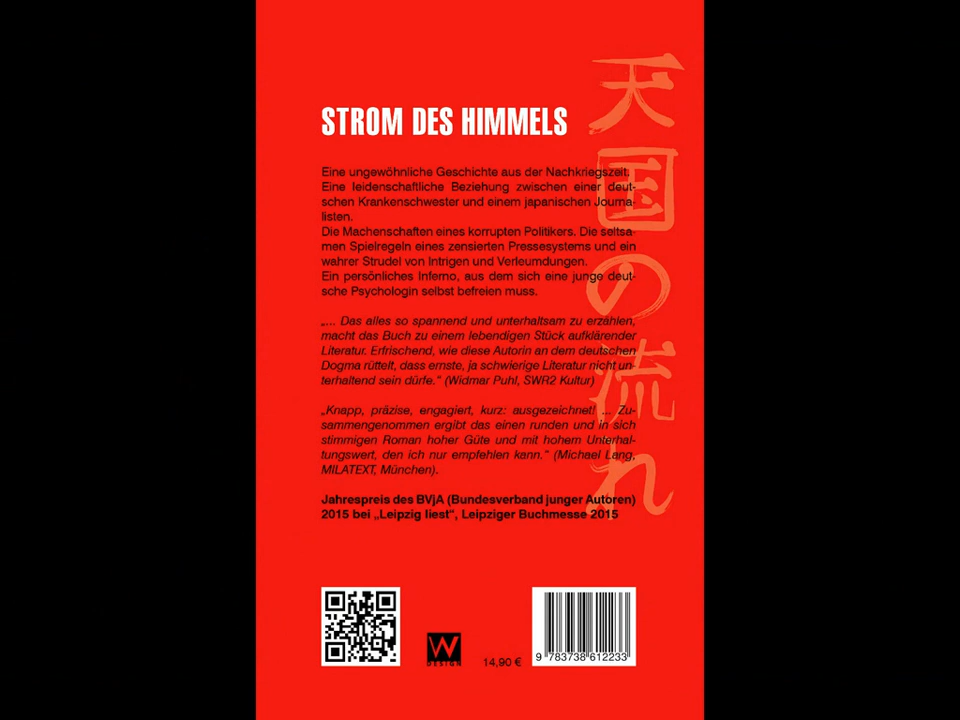 STROM DES HIMMELS
天国の流れ
Eine ungewöhnliche Geschichte aus der Nachkriegszeit.
Eine leidenschaftliche Beziehung zwischen einer deut-
schen Krankenschwester und einem japanischen Journa-
listen.
Die Machenschaften eines korrupten Politikers. Die seltsa-
men Spielregeln eines zensierten Pressesystems und ein
wahrer Strudel von Intrigen und Verleumdungen.
Ein persönliches Inferno, aus dem sich eine junge deut-
sche Psychologin selbst befreien muss.
„... Das alles so spannend und unterhaltsam zu erzählen,
macht das Buch zu einem lebendigen Stück aufklärender
Literatur. Erfrischend, wie diese Autorin an dem deutschen
Dogma rüttelt, dass ernste, ja schwierige Literatur nicht un-
terhaltend sein dürfe.“ (Widmar Puhl, SWR2 Kultur)
„Knapp, präzise, engagiert, kurz: ausgezeichnet! ... Zu-
sammengenommen ergibt das einen runden und in sich
stimmigen Roman hoher Güte und mit hohem Unterhal-
tungswert, den ich nur empfehlen kann.“ (Michael Lang,
MILATEXT, München).
Jahrespreis des BVjA (Bundesverband junger Autoren)
2015 bei „Leipzig liest“, Leipziger Buchmesse 2015
W
DESIGN
14,90 €
9 783738 612233